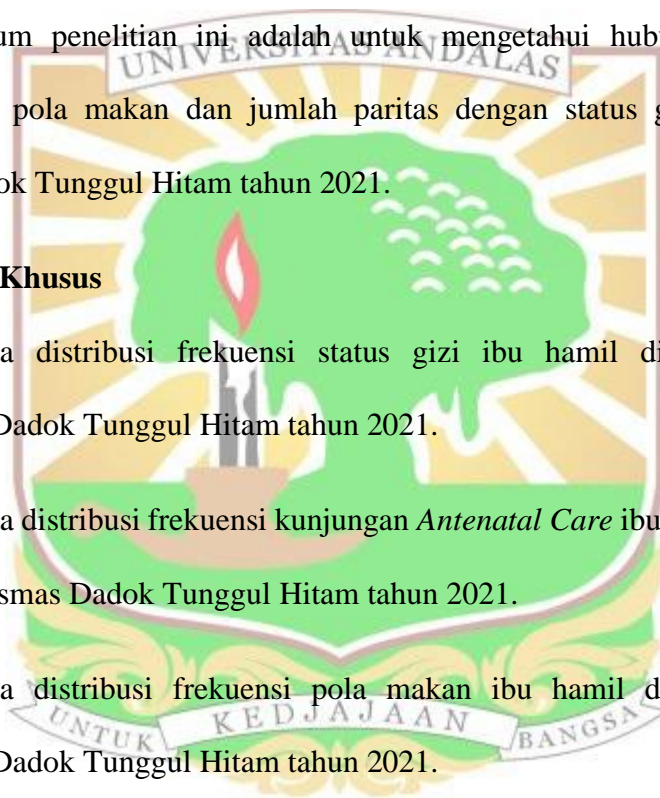 um penelitian ini adalah untuk mengetahui hub
UNIVERSITAS ANDALAS
pola makan dan jumlah paritas dengan status g
ok Tunggul Hitam tahun 2021.
Khusus
a distribusi frekuensi status gizi ibu hamil di
Dadok Tunggul Hitam tahun 2021.
a distribusi frekuensi kunjungan Antenatal Care ibu
smas Dadok Tunggul Hitam tahun 2021.
a distribusi frekuensi pola makan ibu hamil d
UNTUK KEDJAJAAN BANGSA
Dadok Tunggul Hitam tahun 2021.